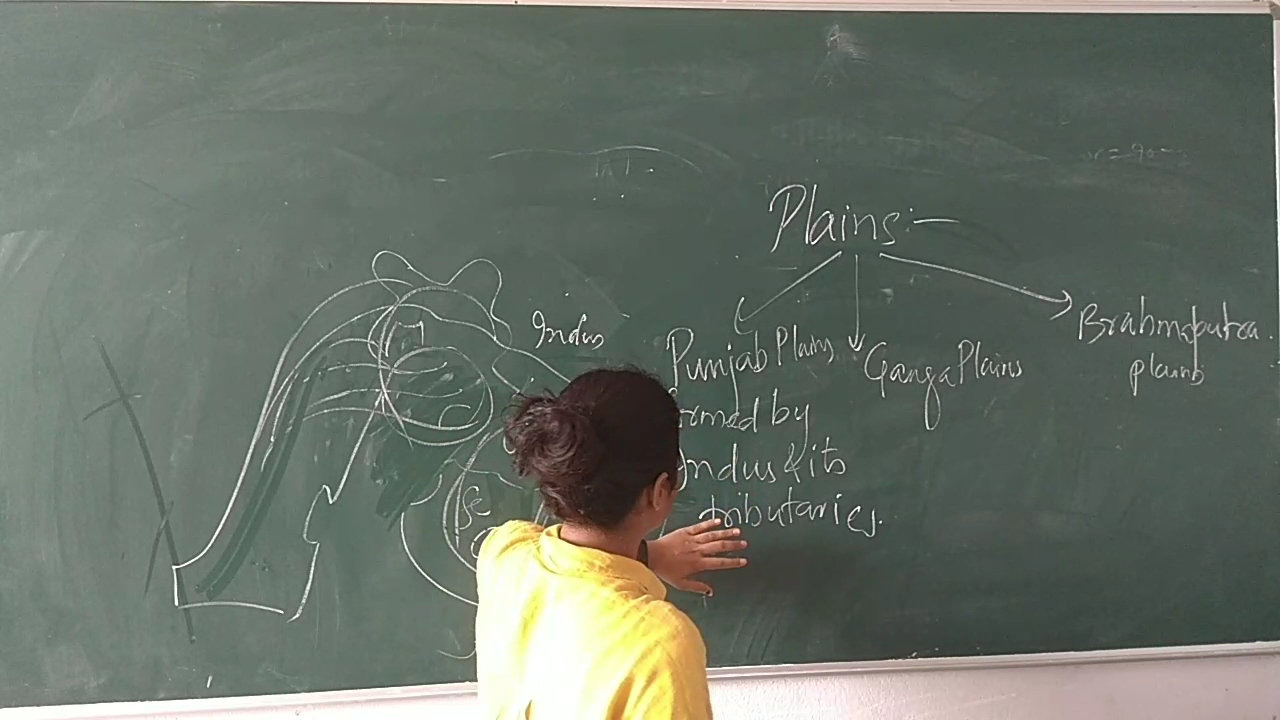 Plains:-
Indus
Punjab Plains
Ganga Plains
Brahmaputra
plains
ormed by
Indus & its
tributaries.